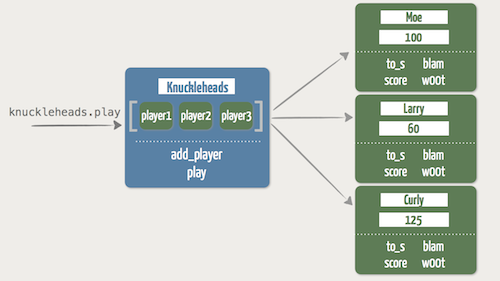 knuckleheads.play
Knuckleheads
[ player1 player2 player3 ]
add_player
play
Moe
100
to_s blam
score w00t
Larry
60
to_s blam
score w00t
Curly
125
to_s blam
score w00t